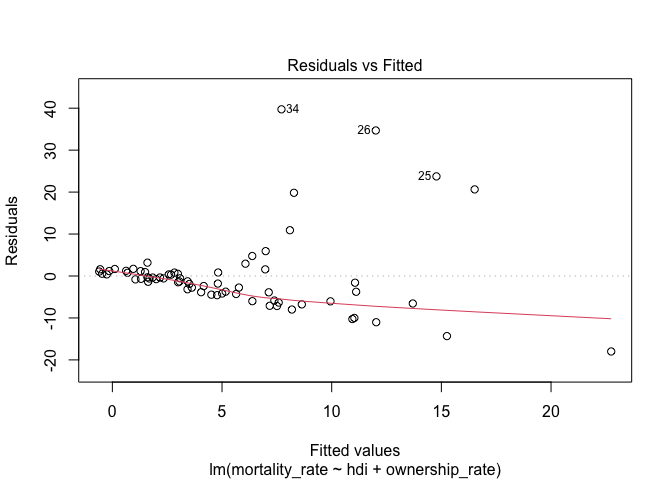 Residuals vs Fitted
Residuals
40
30
20
10
0
-10
-20
34
26
25
0 5 10 15 20
Fitted values
lm(mortality_rate ~ hdi + ownership_rate)